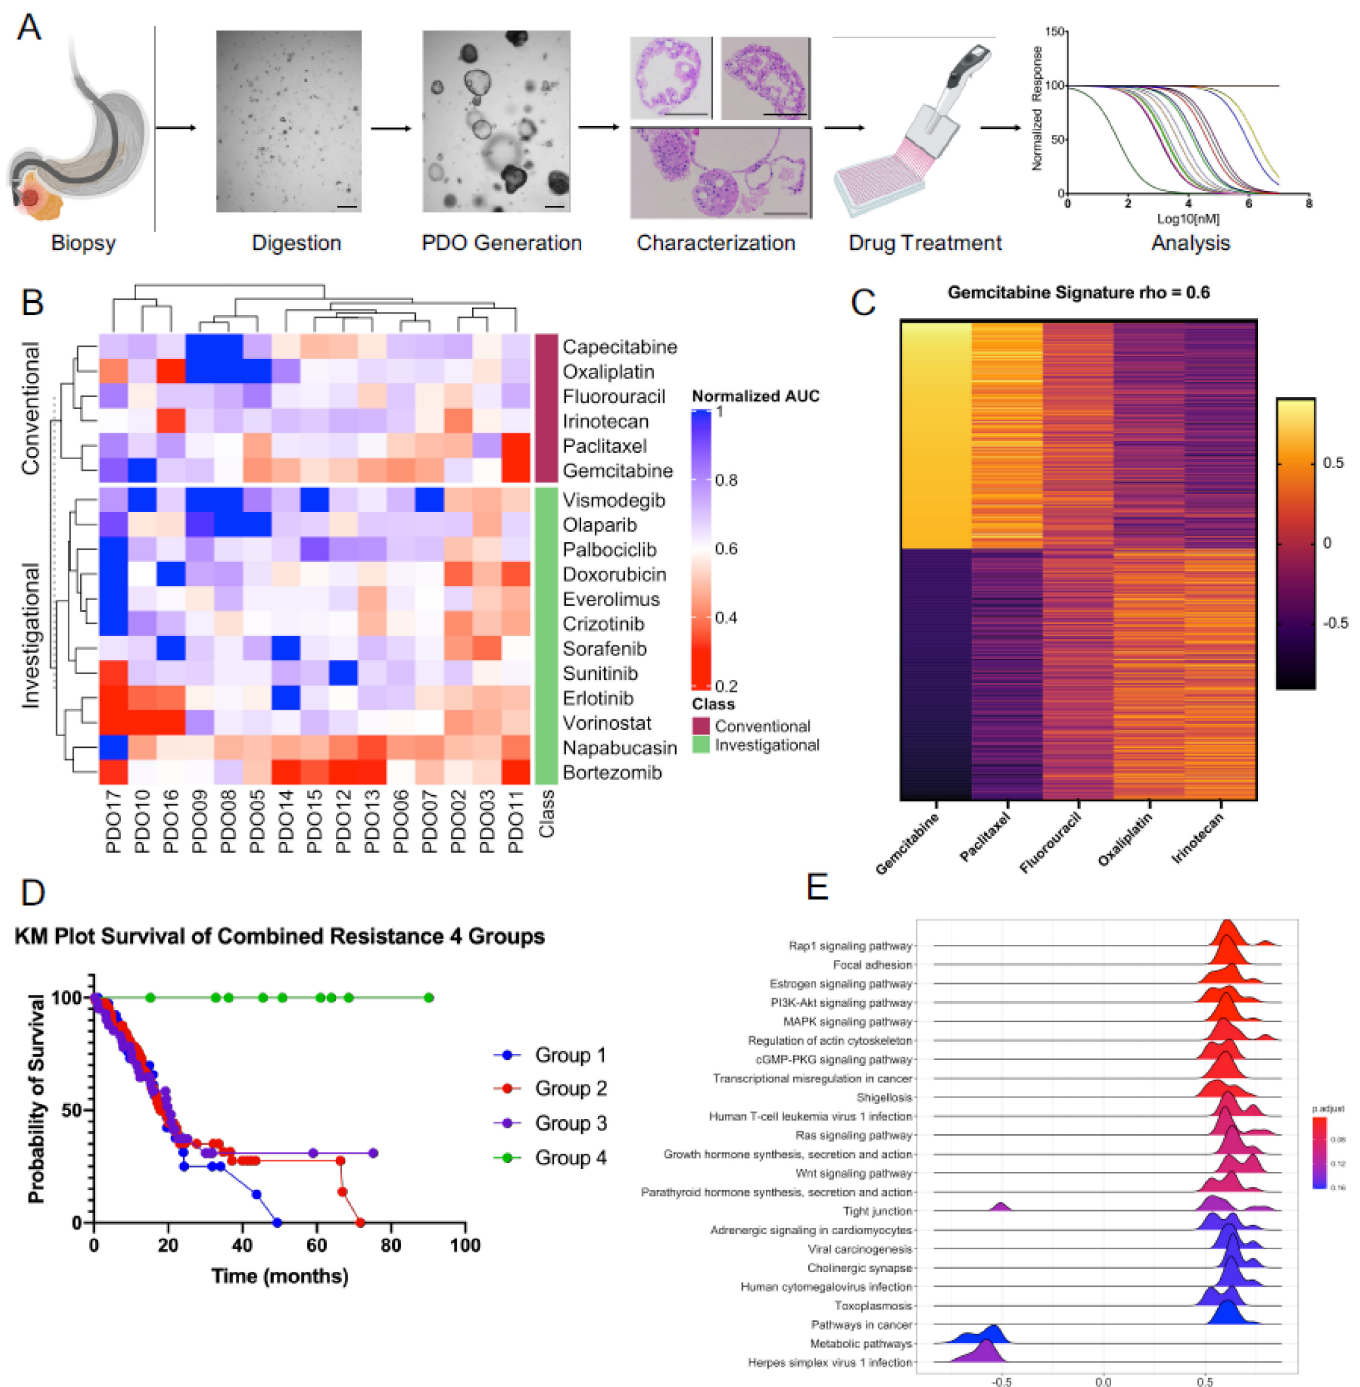 A
Biopsy
Digestion
PDO Generation
Characterization
Drug Treatment
Analysis
Normalized Response
150
100
50
0
0
2
4
6
8
Log10[nM]
B
Conventional
Investigational
Capecitabine
Oxaliplatin
Fluorouracil
Irinotecan
Paclitaxel
Gemcitabine
Vismodegib
Olaparib
Palbociclib
Doxorubicin
Everolimus
Crizotinib
Sorafenib
Sunitinib
Erlotinib
Vorinostat
Napabucasin
Bortezomib
PDO17
PDO10
PDO16
PDO09
PDO08
PDO05
PDO14
PDO15
PDO12
PDO13
PDO06
PDO07
PDO02
PDO03
PDO11
Class
Normalized AUC
1
0.8
0.6
0.4
0.2
Class
Conventional
Investigational
C
Gemcitabine Signature rho = 0.6
0.5
0
-0.5
Gemcitabine
Paclitaxel
Fluorouracil
Oxaliplatin
Irinotecan
D
KM Plot Survival of Combined Resistance 4 Groups
Probability of Survival
100
50
0
0
20
40
60
80
100
Time (months)
Group 1
Group 2
Group 3
Group 4
E
Rap1 signaling pathway
Focal adhesion
Estrogen signaling pathway
PI3K-Akt signaling pathway
MAPK signaling pathway
Regulation of actin cytoskeleton
cGMP-PKG signaling pathway
Transcriptional misregulation in cancer
Shigellosis
Human T-cell leukemia virus 1 infection
Ras signaling pathway
Growth hormone synthesis, secretion and action
Wnt signaling pathway
Parathyroid hormone synthesis, secretion and action
Tight junction
Adrenergic signaling in cardiomyocytes
Viral carcinogenesis
Cholinergic synapse
Human cytomegalovirus infection
Toxoplasmosis
Pathways in cancer
Metabolic pathways
Herpes simplex virus 1 infection
-0.5
0.0
0.5
p.adjust
0.08
0.12
0.16